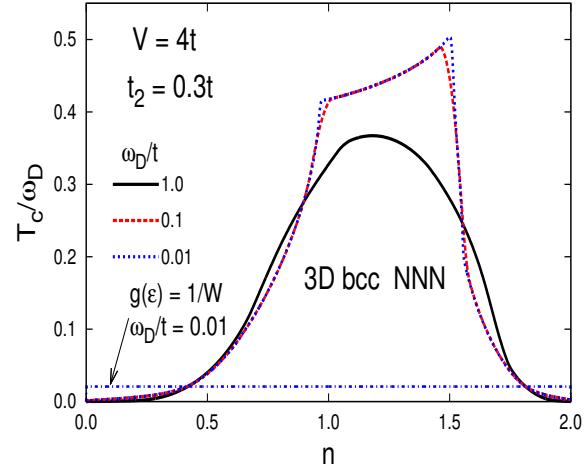 0.5
0.4
0.3
0.2
0.1
0.0
T_c/ω_D
V = 4t
t₂ = 0.3t
ω_D/t
1.0
0.1
0.01
g(ε) = 1/W
ω_D/t = 0.01
3D bcc NNN
0.0 0.5 1.0 1.5 2.0
n